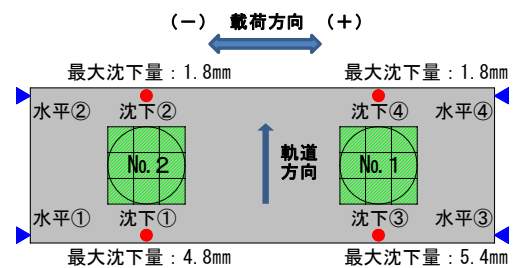 (－) 載荷方向 (＋)
最大沈下量：1.8mm 最大沈下量：1.8mm
水平② 沈下② 沈下④ 水平④
No.2 軌道方向 No.1
水平① 沈下① 沈下③ 水平③
最大沈下量：4.8mm 最大沈下量：5.4mm